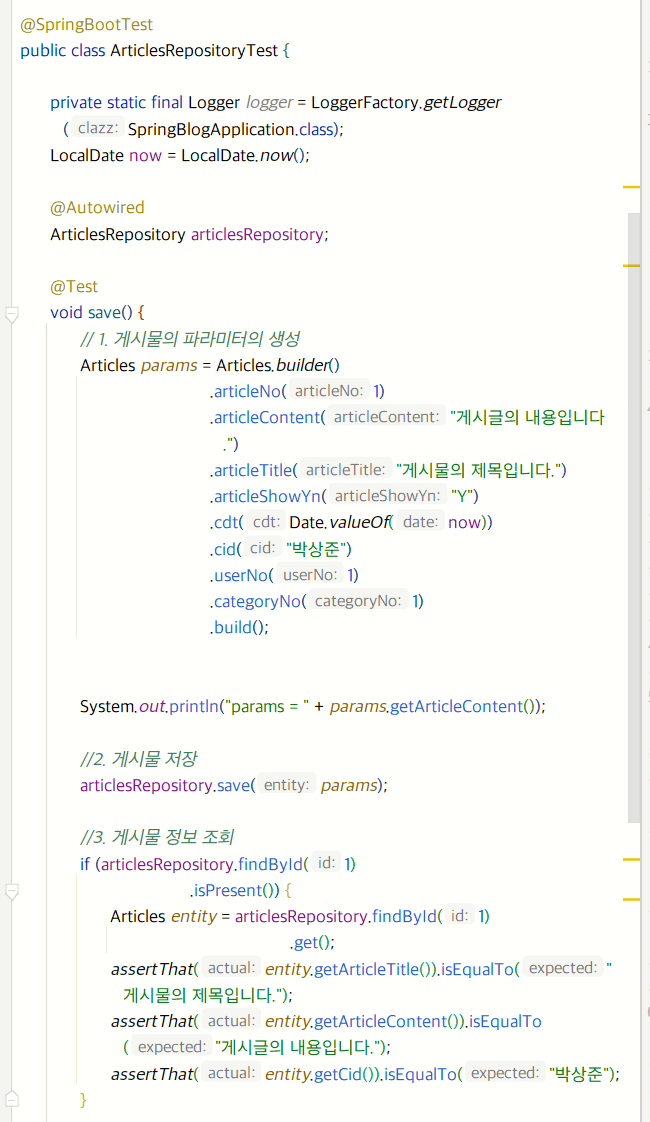 @SpringBootTest
public class ArticlesRepositoryTest {
private static final Logger logger = LoggerFactory.getLogger
( clazz: SpringBlogApplication.class);
LocalDate now = LocalDate.now();
@Autowired
ArticlesRepository articlesRepository;
@Test
void save() {
// 1. 게시물의 파라미터의 생성
Articles params = Articles.builder()
.articleNo( articleNo: 1)
.articleContent( articleContent: "게시글의 내용입니다
.")
.articleTitle( articleTitle: "게시물의 제목입니다.")
.articleShowYn( articleShowYn: "Y")
.cdt( cdt: Date.valueOf( date: now))
.cid( cid: "박상준")
.userNo( userNo: 1)
.categoryNo( categoryNo: 1)
.build();
System.out.println("params = " + params.getArticleContent());
//2. 게시물 저장
articlesRepository.save( entity: params);
//3. 게시물 정보 조회
if (articlesRepository.findById( id: 1)
.isPresent()) {
Articles entity = articlesRepository.findById( id: 1)
.get();
assertThat( actual: entity.getArticleTitle()).isEqualTo( expected: "
게시물의 제목입니다.");
assertThat( actual: entity.getArticleContent()).isEqualTo
( expected: "게시글의 내용입니다.");
assertThat( actual: entity.getCid()).isEqualTo( expected: "박상준");
}